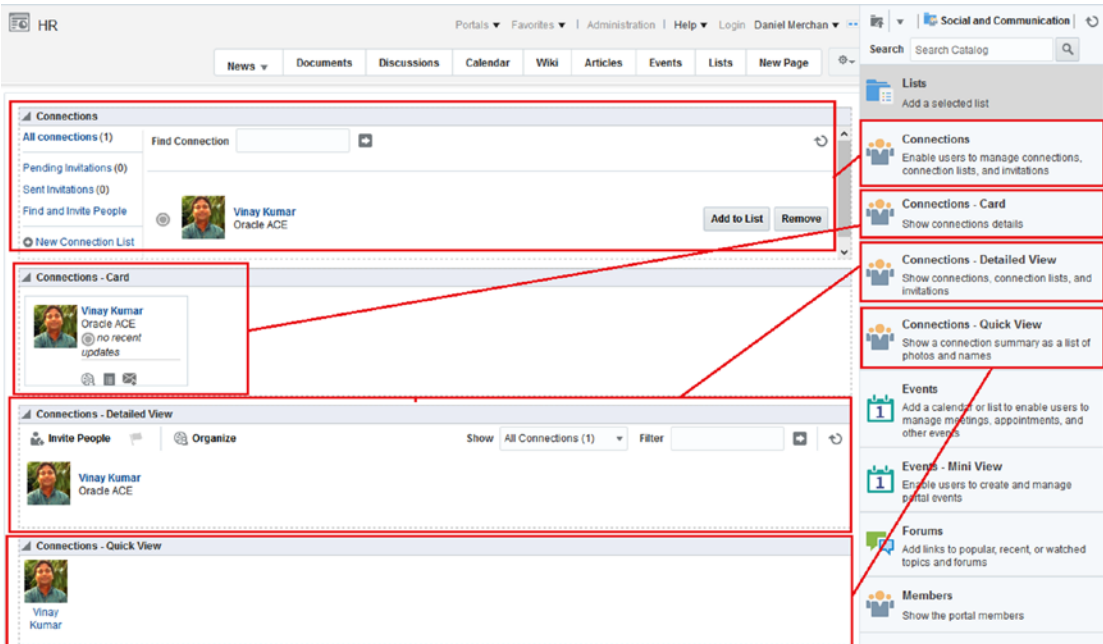 HR
Portals Favorites Administration Help Login Daniel Merchan
News Documents Discussions Calendar Wiki Articles Events Lists New Page
Connections
All connections (1)
Pending Invitations (0)
Sent Invitations (0)
Find and Invite People
New Connection List
Find Connection
Vinay Kumar
Oracle ACE
Add to List Remove
Connections - Card
Vinay Kumar
Oracle ACE
no recent
updates
Connections - Detailed View
Invite People Organize Show All Connections (1) Filter
Vinay Kumar
Oracle ACE
Connections - Quick View
Vinay
Kumar
Social and Communication
Search Search Catalog
Lists
Add a selected list
Connections
Enable users to manage connections,
connection lists, and invitations
Connections - Card
Show connections details
Connections - Detailed View
Show connections, connection lists, and
invitations
Connections - Quick View
Show a connection summary as a list of
photos and names
Events
1
Add a calendar or list to enable users to
manage meetings, appointments, and
other events
Events - Mini View
1
Enable users to create and manage
portal events
Forums
Add links to popular, recent, or watched
topics and forums
Members
Show the portal members